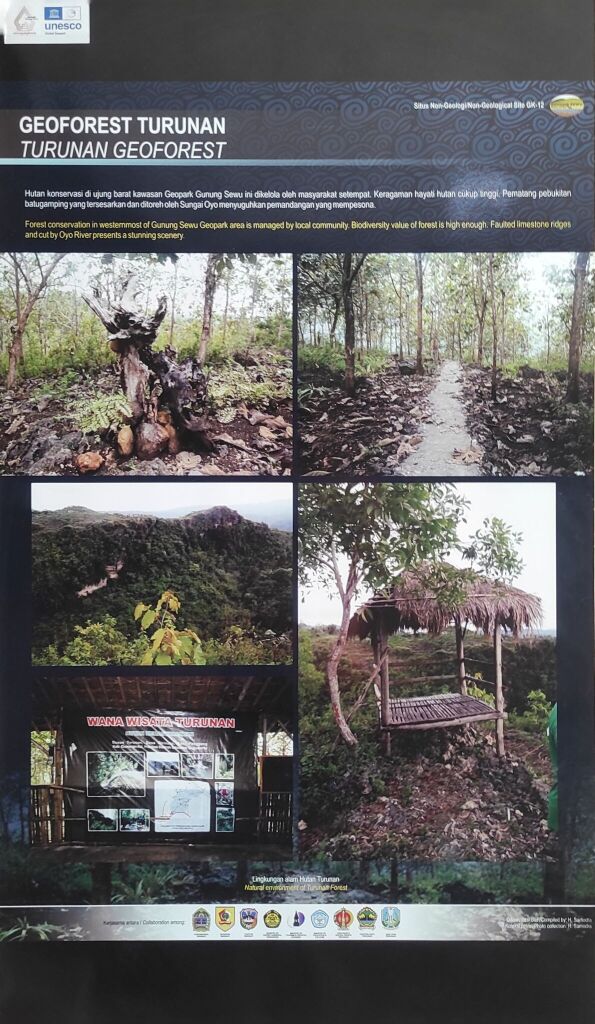 unesco
Situs Non-Geologi/Non-Geological Site GK-12
GEOFOREST TURUNAN
TURUNAN GEOFOREST
Hutan konservasi di ujung barat kawasan Geopark Gunung Sewu ini dikelola oleh masyarakat setempat. Keragaman hayati hutan cukup tinggi. Pematang pebukitan
batugamping yang tersesarkan dan ditoreh oleh Sungai Oyo menyuguhkan pemandangan yang mempesona.
Forest conservation in westernmost of Gunung Sewu Geopark area is managed by local community. Biodiversity value of forest is high enough. Faulted limestone ridges
and cut by Oyo River presents a stunning scenery.
WANA WISATA TURUNAN
Lingkungan alam Hutan Turunan
Natural environment of Turunan Forest
Kerjasama antara / Collaboration among: